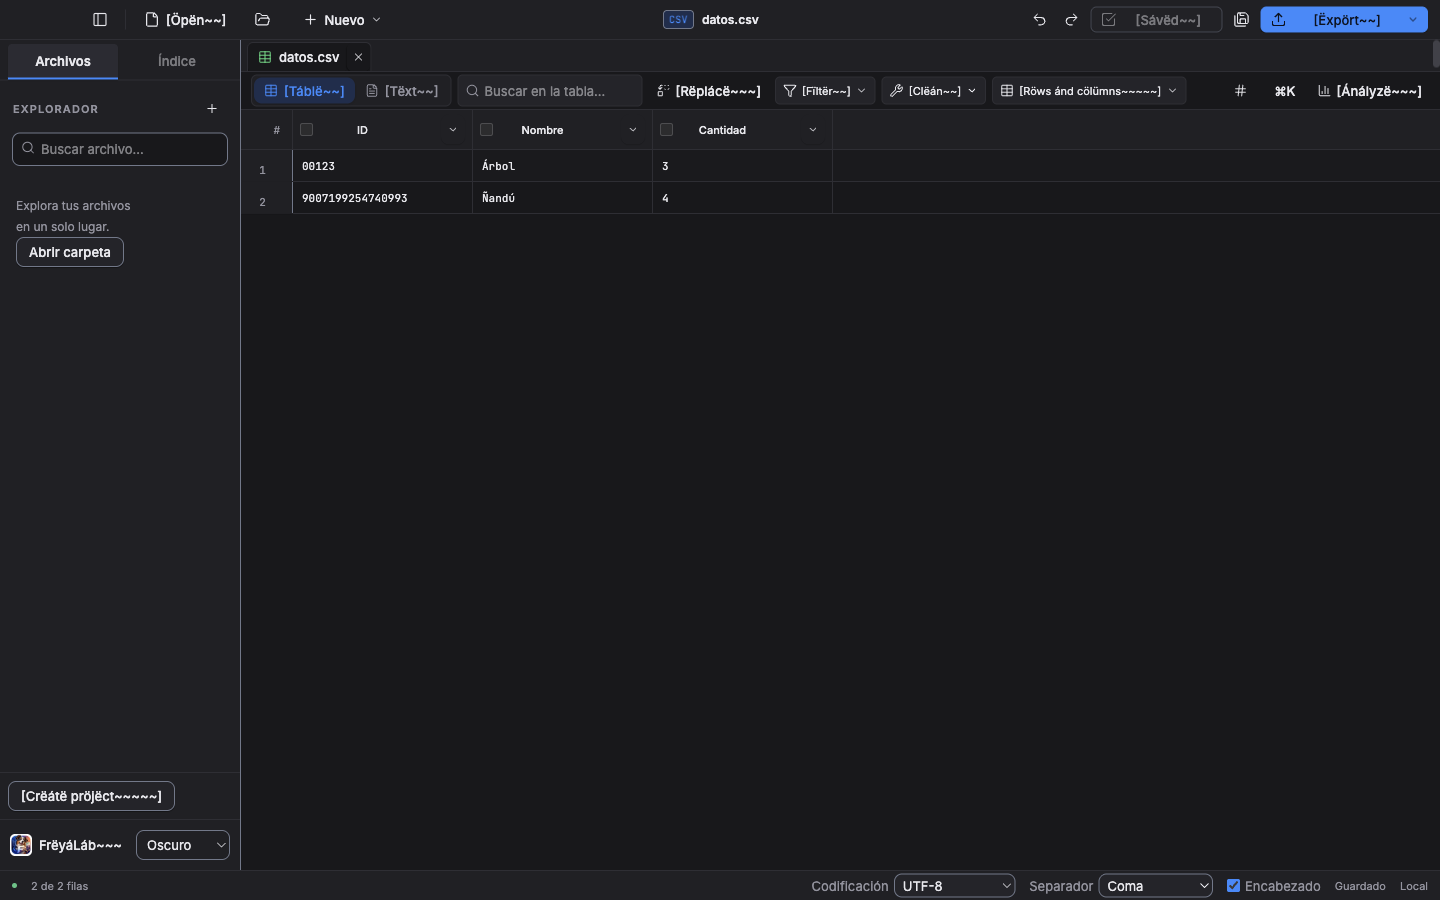 [Öpën~~]
Nuevo
CSV datos.csv
[Sávëd~~]
[Ëxpört~~]
Archivos
Índice
datos.csv
EXPLORADOR
[Táblë~~]
[Tëxt~~]
Buscar en la tabla...
[Rëplácë~~~]
[Fïltër~~]
[Clëán~~]
[Röws ánd cölümns~~~~~]
#
⌘K
[Ánályzë~~~]
Buscar archivo...
# ID Nombre Cantidad
1 00123 Árbol 3
2 9007199254740993 Ñandú 4
Explora tus archivos
en un solo lugar.
Abrir carpeta
[Crëátë pröjëct~~~~~]
FrëyáLáb~~~
Oscuro
2 de 2 filas
Codificación UTF-8
Separador Coma
Encabezado
Guardado
Local